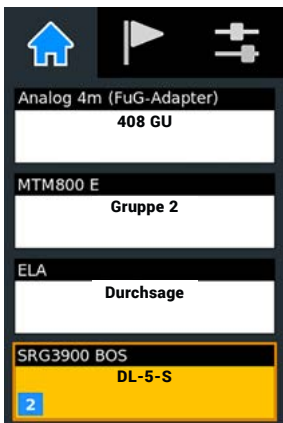 Analog 4m (FuG-Adapter)
408 GU
MTM800 E
Gruppe 2
ELA
Durchsage
SRG3900 BOS
DL-5-S
2